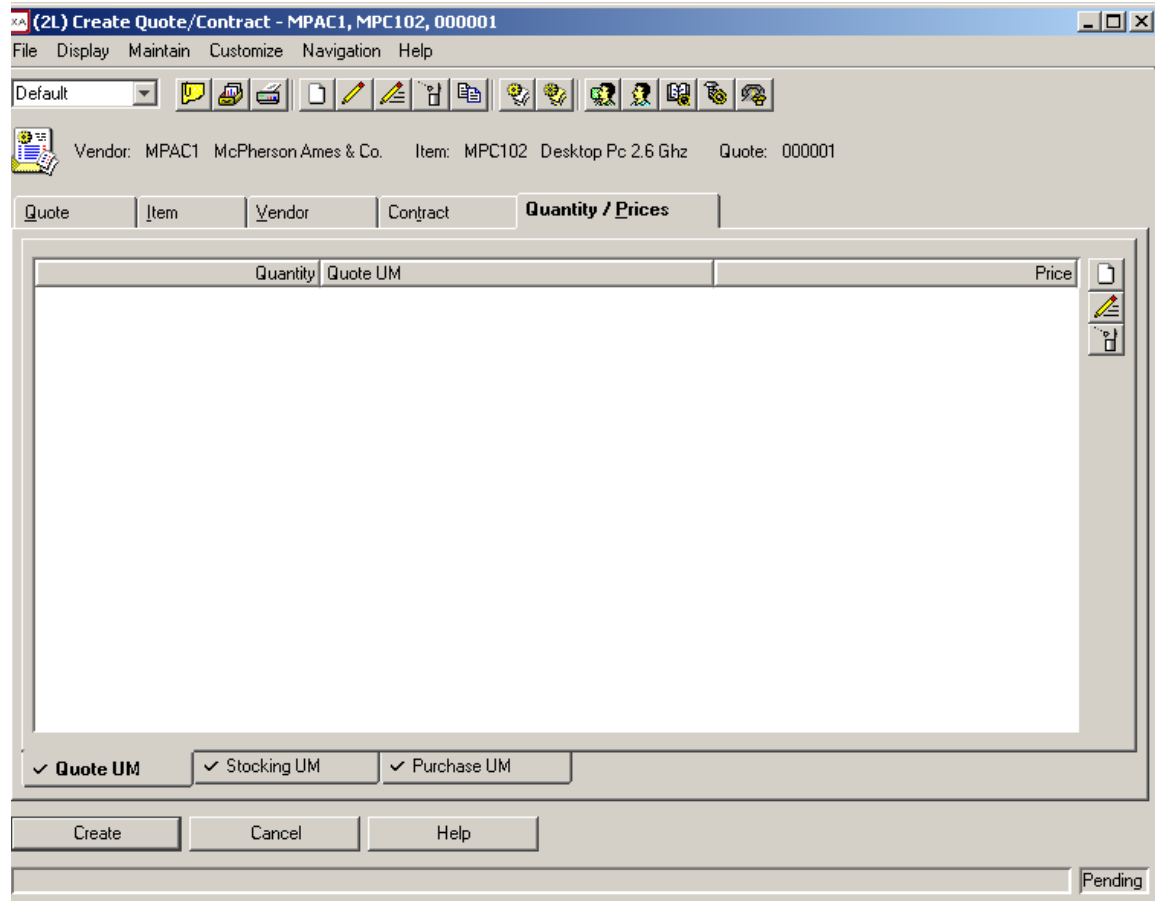 XA (2L) Create Quote/Contract - MPAC1, MPC102, 000001
File Display Maintain Customize Navigation Help
Default
Vendor: MPAC1 McPherson Ames & Co. Item: MPC102 Desktop Pc 2.6 Ghz Quote: 000001
Quote Item Vendor Contract Quantity / Prices
Quantity Quote UM Price
Quote UM Stocking UM Purchase UM
Create Cancel Help
Pending